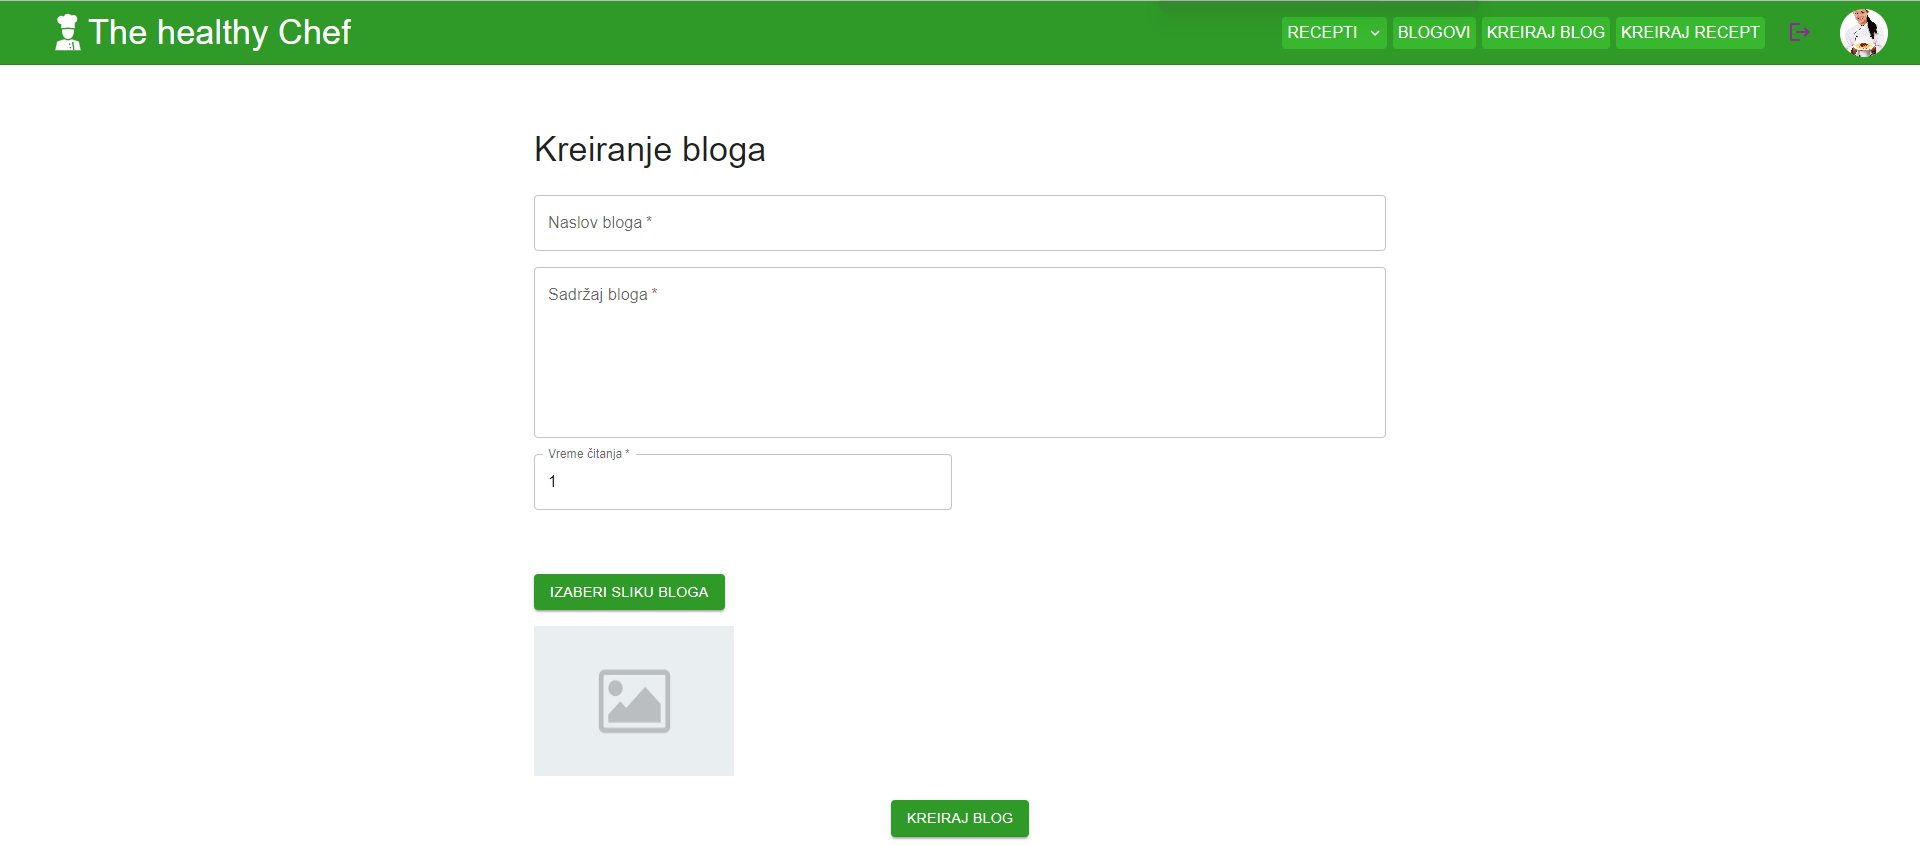 The healthy Chef
RECEPTI
BLOGOVI
KREIRAJ BLOG
KREIRAJ RECEPT
Kreiranje bloga
Naslov bloga *
Sadržaj bloga *
Vreme čitanja *
1
IZABERI SLIKU BLOGA
KREIRAJ BLOG